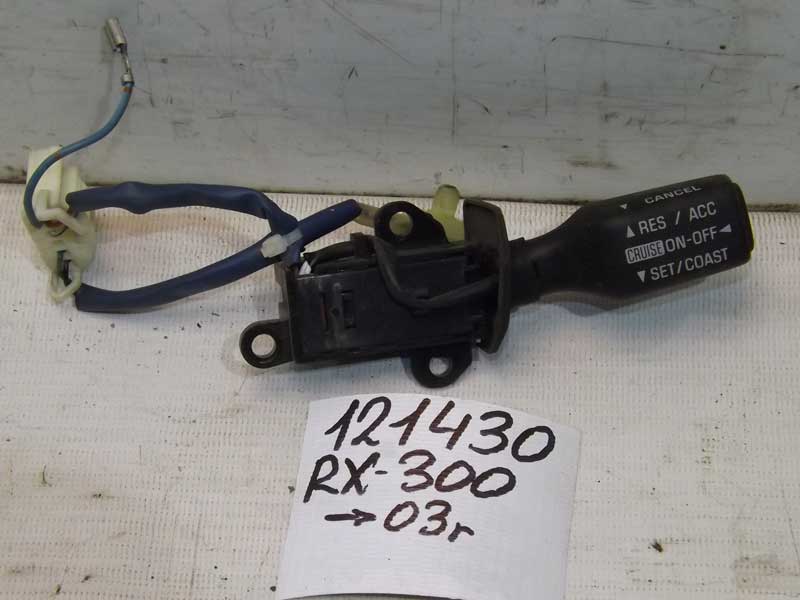 ▼ CANCEL
▲ RES / ACC
CRUISE ON-OFF ◀
▼ SET/COAST
121430
RX-300
→03г